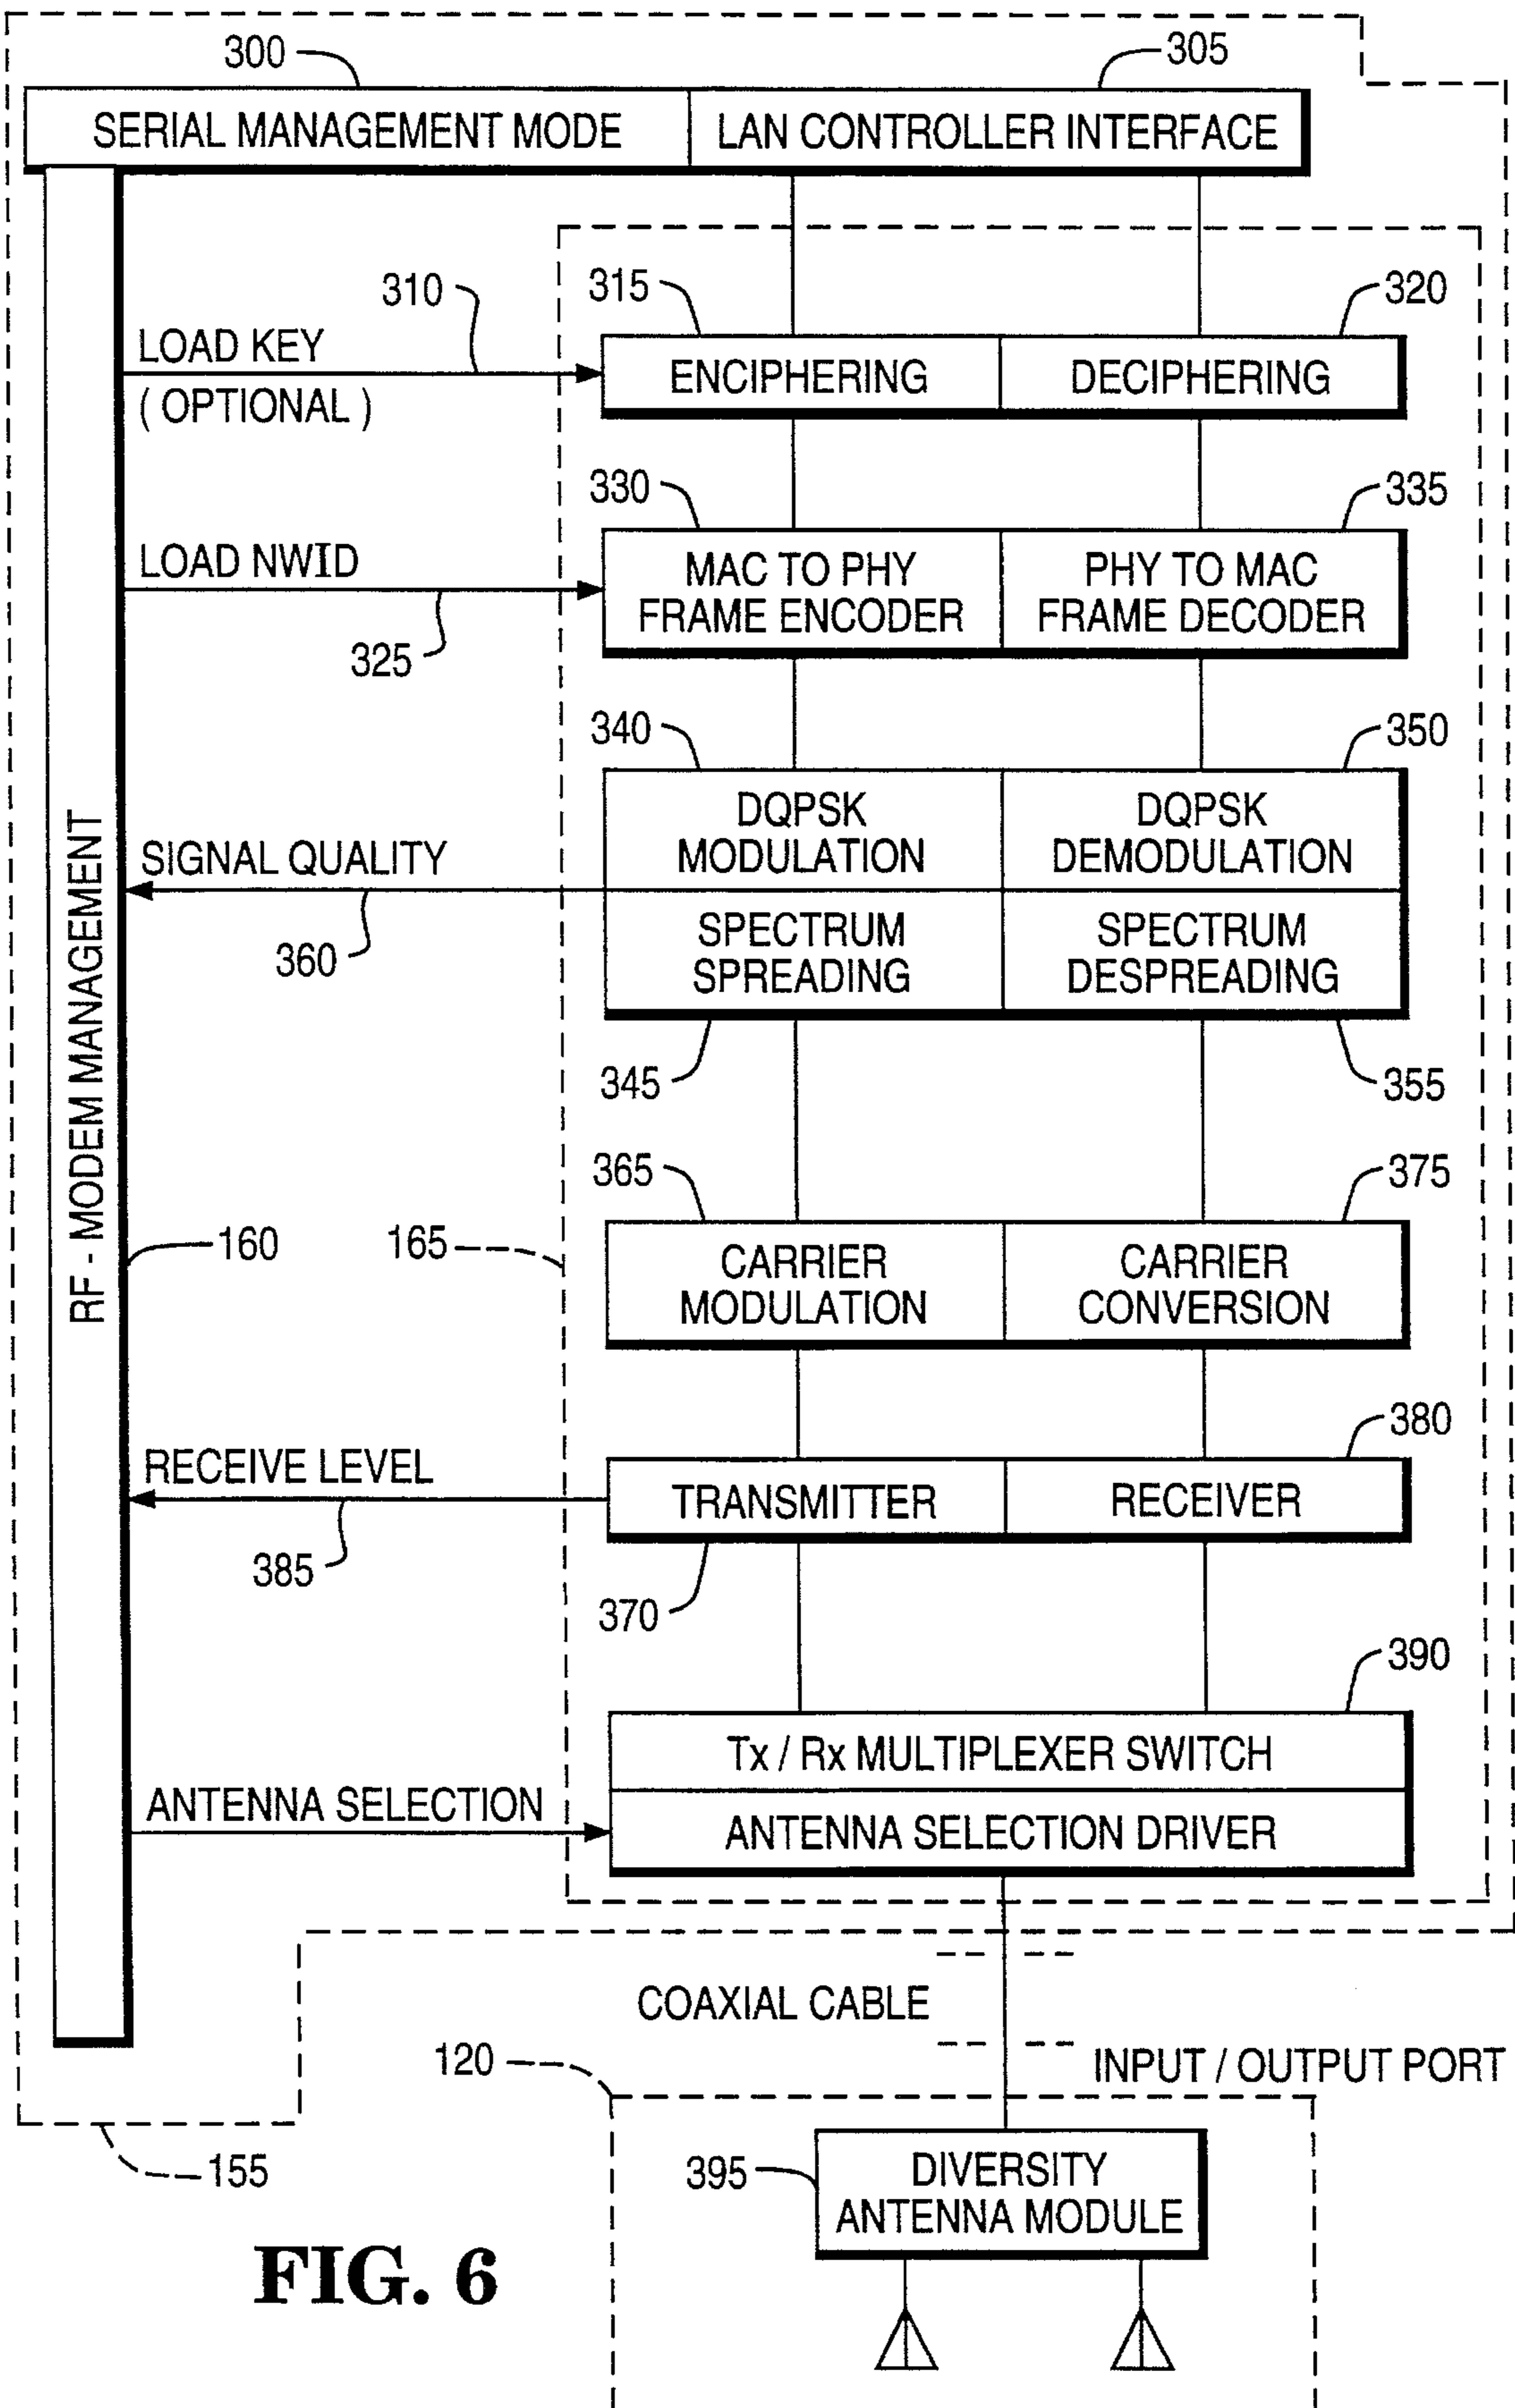 300
305
SERIAL MANAGEMENT MODE
LAN CONTROLLER INTERFACE
310
315
320
LOAD KEY
( OPTIONAL )
ENCIPHERING
DECIPHERING
330
335
LOAD NWID
325
MAC TO PHY
FRAME ENCODER
PHY TO MAC
FRAME DECODER
340
350
DQPSK
MODULATION
DQPSK
DEMODULATION
SIGNAL QUALITY
360
SPECTRUM
SPREADING
SPECTRUM
DESPREADING
345
355
RF - MODEM MANAGEMENT
160
165
365
375
CARRIER
MODULATION
CARRIER
CONVERSION
380
RECEIVE LEVEL
385
TRANSMITTER
RECEIVER
370
390
Tx / Rx MULTIPLEXER SWITCH
ANTENNA SELECTION
ANTENNA SELECTION DRIVER
COAXIAL CABLE
120
INPUT / OUTPUT PORT
155
395
DIVERSITY
ANTENNA MODULE
FIG. 6